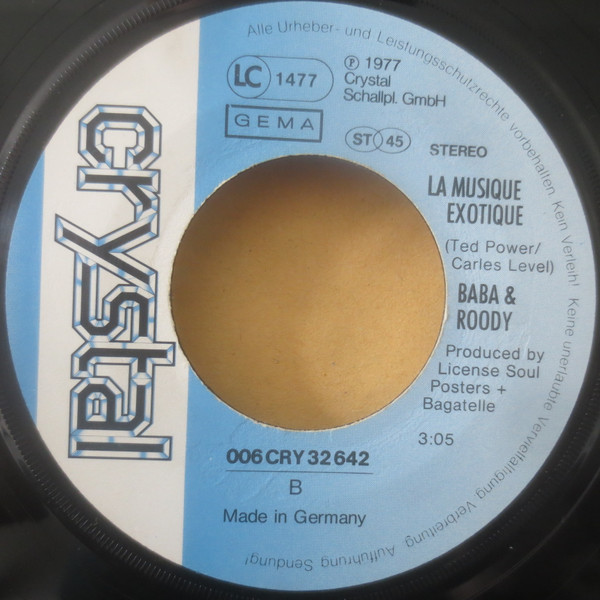 Alle Urheber- und Leistungsschutzrechte vorbehalten. Kein Verleih! Keine unerlaubte Vervielfältigung, Verbreitung, Aufführung, Sendung!
crystal
LC 1477
℗ 1977
Crystal
Schallpl. GmbH
GEMA
ST 45
STEREO
LA MUSIQUE
EXOTIQUE
(Ted Power/
Carles Level)
BABA &
ROODY
Produced by
License Soul
Posters +
Bagatelle
3:05
006 CRY 32 642
B
Made in Germany